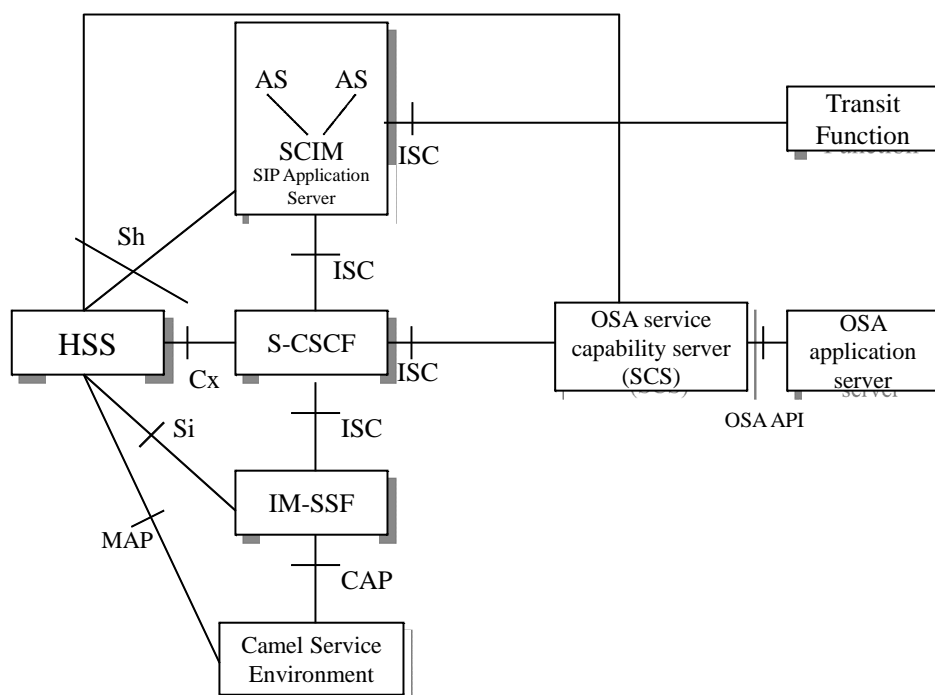 AS AS
SCIM
SIP Application
Server
ISC
Transit
Function
Sh
ISC
HSS
Cx
S-CSCF
ISC
OSA service
capability server
(SCS)
OSA API
OSA
application
server
Si
ISC
IM-SSF
MAP
CAP
Camel Service
Environment